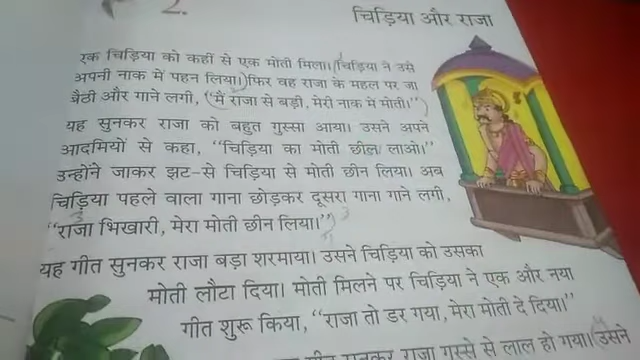 2.
चिड़िया और राजा
एक चिड़िया को कहीं से एक मोती मिला। चिड़िया ने उसे
अपनी नाक में पहन लिया। फिर वह राजा के महल पर जा
बैठी और गाने लगी, “मैं राजा से बड़ी, मेरी नाक में मोती।”
यह सुनकर राजा को बहुत गुस्सा आया। उसने अपने
आदमियों से कहा, “चिड़िया का मोती छीन लाओ।”
उन्होंने जाकर झट-से चिड़िया से मोती छीन लिया। अब
चिड़िया पहले वाला गाना छोड़कर दूसरा गाना गाने लगी,
“राजा भिखारी, मेरा मोती छीन लिया।”
यह गीत सुनकर राजा बड़ा शरमाया। उसने चिड़िया को उसका
मोती लौटा दिया। मोती मिलने पर चिड़िया ने एक और नया
गीत शुरू किया, “राजा तो डर गया, मेरा मोती दे दिया।”
गीत सुनकर राजा गुस्से से लाल हो गया। उसने